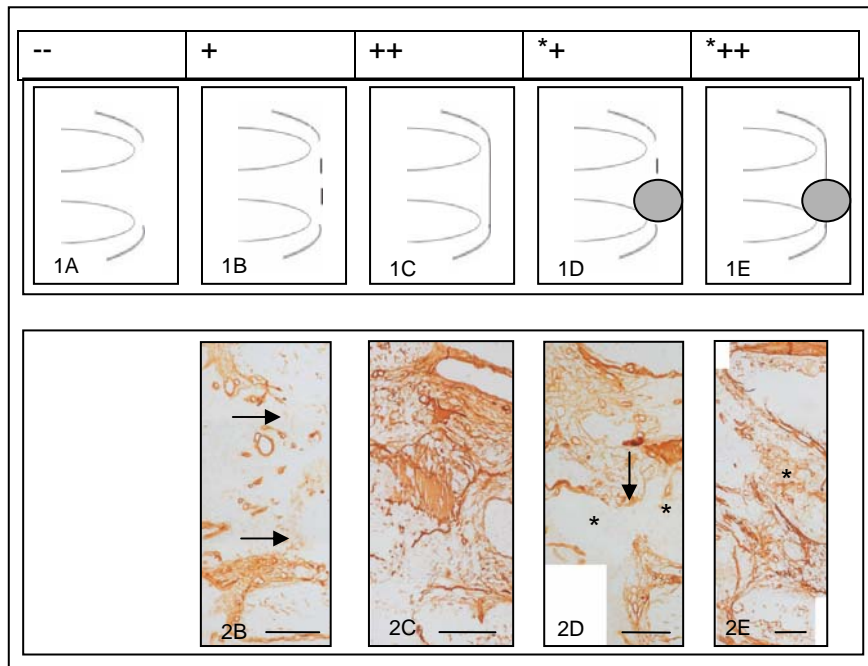 -- + ++ *+ *++
1A 1B 1C 1D 1E
* * *
2B 2C 2D 2E